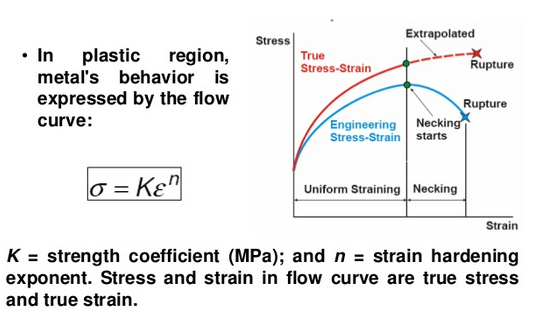 • In plastic region,
metal's behavior is
expressed by the flow
curve:
σ = Kεⁿ
Stress
Extrapolated
True
Stress-Strain
Rupture
Rupture
Engineering
Stress-Strain
Necking
starts
Uniform Straining
Necking
Strain
K = strength coefficient (MPa); and n = strain hardening
exponent. Stress and strain in flow curve are true stress
and true strain.